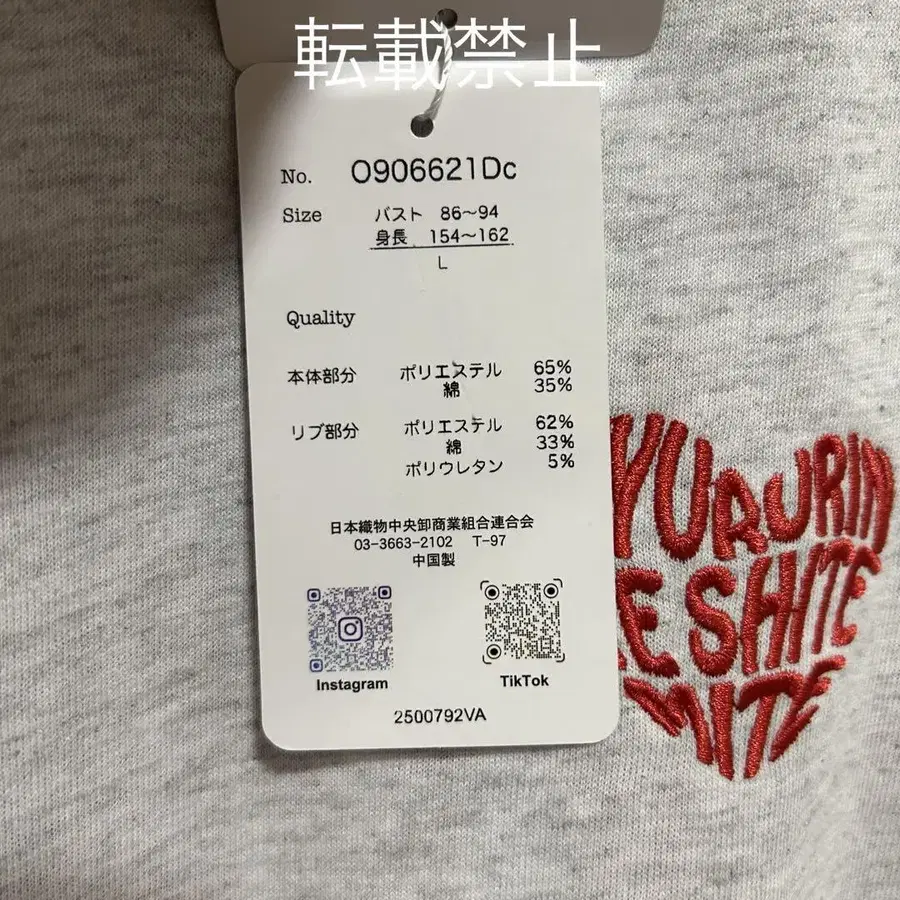 転載禁止
No. O906621Dc
Size バスト 86〜94
身長 154〜162
L
Quality
本体部分 ポリエステル 65%
綿 35%
リブ部分 ポリエステル 62%
綿 33%
ポリウレタン 5%
日本織物中央卸商業組合連合会
03-3663-2102 T-97
中国製
Instagram
TikTok
2500792VA
YURURIN
SHITE
MITE